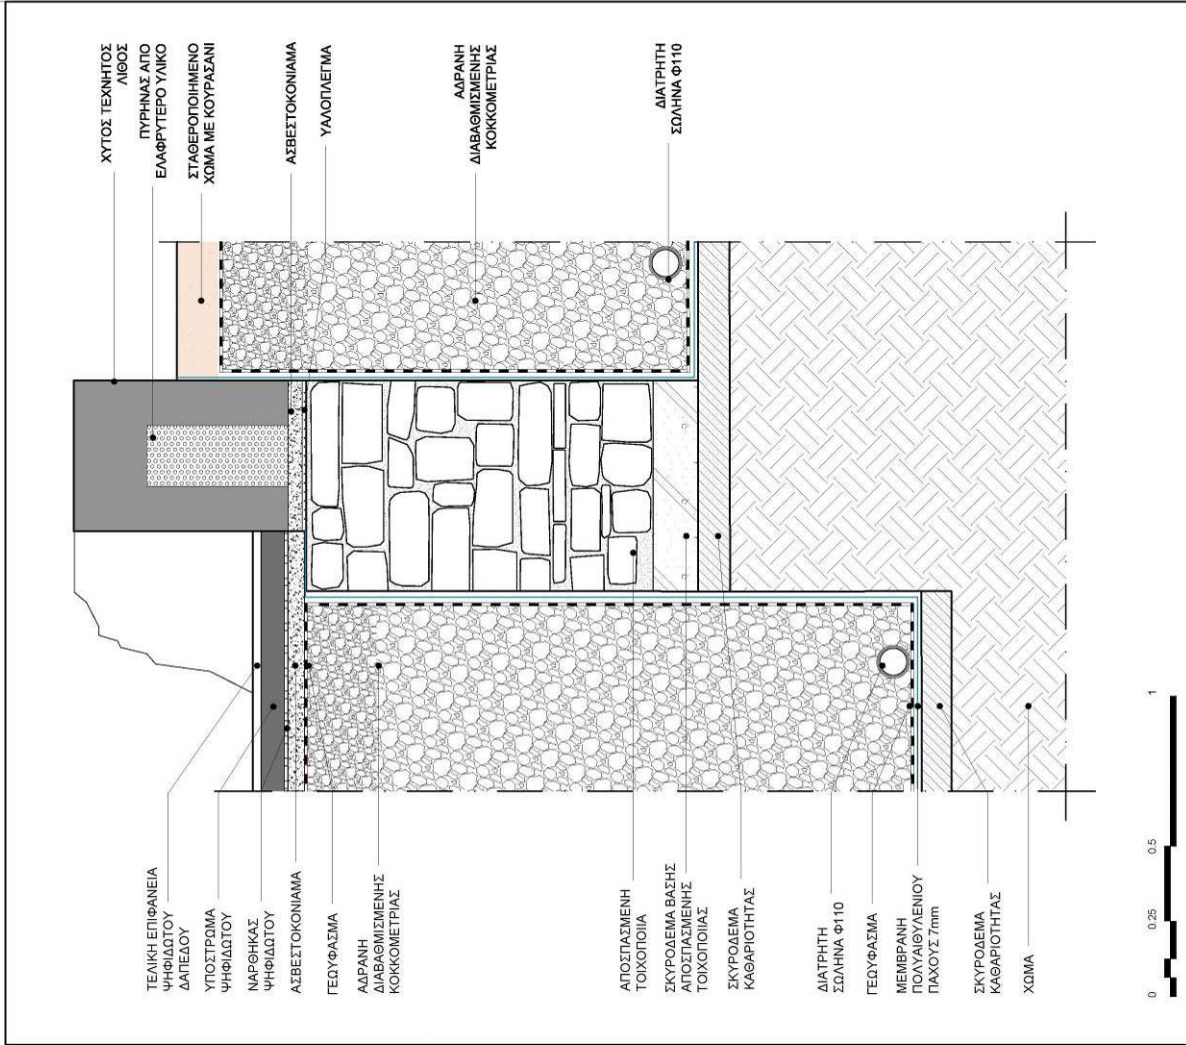 ΧΥΤΟΣ ΤΕΧΝΗΤΟΣ
ΛΙΘΟΣ
ΠΥΡΗΝΑΣ ΑΠΟ
ΕΛΑΦΡΥΤΕΡΟ ΥΛΙΚΟ
ΣΤΑΘΕΡΟΠΟΙΗΜΕΝΟ
ΧΩΜΑ ΜΕ ΚΟΥΡΑΣΑΝΙ
ΑΣΒΕΣΤΟΚΟΝΙΑΜΑ
ΥΑΛΟΠΛΕΓΜΑ
ΑΔΡΑΝΗ
ΔΙΑΒΑΘΜΙΣΜΕΝΗΣ
ΚΟΚΚΟΜΕΤΡΙΑΣ
ΔΙΑΤΡΗΤΗ
ΣΩΛΗΝΑ Φ110
ΤΕΛΙΚΗ ΕΠΙΦΑΝΕΙΑ
ΨΗΦΙΔΩΤΟΥ
ΔΑΠΕΔΟΥ
ΥΠΟΣΤΡΩΜΑ
ΨΗΦΙΔΩΤΟΥ
ΝΑΡΘΗΚΑΣ
ΨΗΦΙΔΩΤΟΥ
ΑΣΒΕΣΤΟΚΟΝΙΑΜΑ
ΓΕΩΥΦΑΣΜΑ
ΑΔΡΑΝΗ
ΔΙΑΒΑΘΜΙΣΜΕΝΗΣ
ΚΟΚΚΟΜΕΤΡΙΑΣ
ΑΠΟΣΠΑΣΜΕΝΗ
ΤΟΙΧΟΠΟΙΙΑ
ΣΚΥΡΟΔΕΜΑ ΒΑΣΗΣ
ΑΠΟΣΠΑΣΜΕΝΗΣ
ΤΟΙΧΟΠΟΙΙΑΣ
ΣΚΥΡΟΔΕΜΑ
ΚΑΘΑΡΙΟΤΗΤΑΣ
ΔΙΑΤΡΗΤΗ
ΣΩΛΗΝΑ Φ110
ΓΕΩΥΦΑΣΜΑ
ΜΕΜΒΡΑΝΗ
ΠΟΛΥΑΙΘΥΛΕΝΙΟΥ
ΠΑΧΟΥΣ 7mm
ΣΚΥΡΟΔΕΜΑ
ΚΑΘΑΡΙΟΤΗΤΑΣ
ΧΩΜΑ
0 0.25 0.5 1